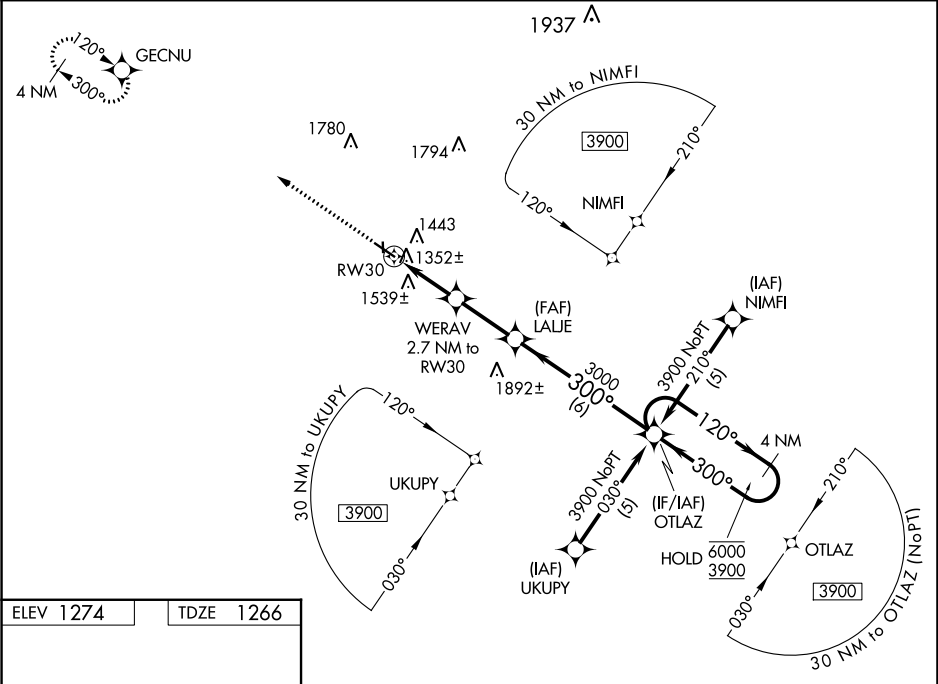 1937
120°
GECNU
4 NM
300°
30 NM to NIMFI
3900
210°
120°
NIMFI
1780
1794
1443
1352±
RW30
1539±
WERAV
2.7 NM to
RW30
(FAF)
LALJE
1892±
3000
300°
(6)
(IAF)
NIMFI
3900 NoPT
210°
(5)
120°
4 NM
300°
(IF/IAF)
OTLAZ
HOLD
6000
3900
3900 NoPT
030°
(5)
(IAF)
UKUPY
30 NM to UKUPY
120°
UKUPY
3900
030°
210°
OTLAZ
3900
030°
30 NM to OTLAZ (NoPT)
ELEV 1274
TDZE 1266